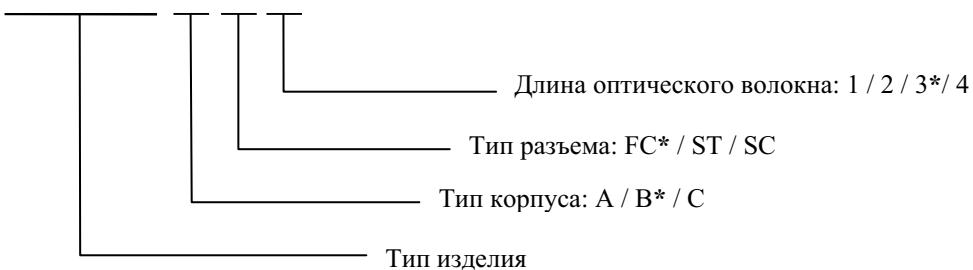 Длина оптического волокна: 1 / 2 / 3*/ 4
Тип разъема: FC* / ST / SC
Тип корпуса: A / B* / C
Тип изделия